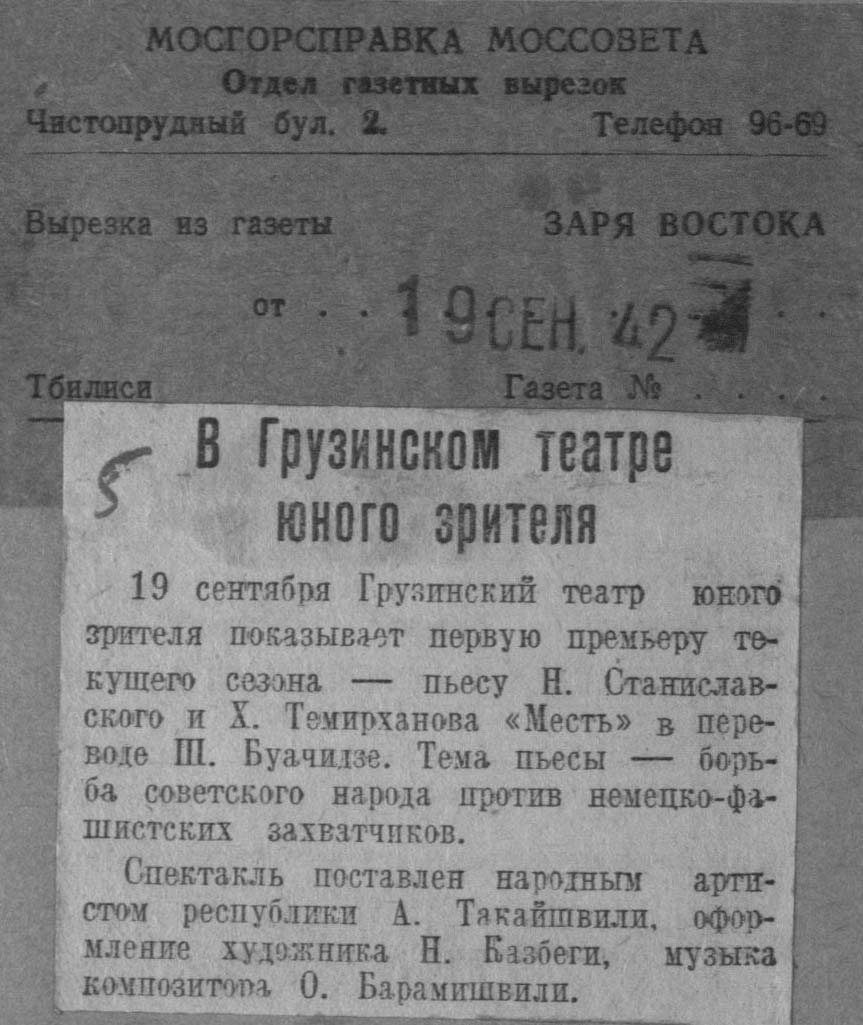 МОСГОРСПРАВКА МОССОВЕТА
Отдел газетных вырезок
Чистопрудный бул. 2. Телефон 96-69
Вырезка из газеты ЗАРЯ ВОСТОКА
от . . 19 СЕН. 42 . .
Тбилиси Газета № . . . .
5
В Грузинском театре
юного зрителя
19 сентября Грузинский театр юного
зрителя показывает первую премьеру те-
кущего сезона — пьесу Н. Станислав-
ского и Х. Темирханова «Месть» в пере-
воде Ш. Буачидзе. Тема пьесы — борь-
ба советского народа против немецко-фа-
шистских захватчиков.
Спектакль поставлен народным арти-
стом республики А. Такайшвили, офор-
мление художника Н. Казбеги, музыка
композитора О. Барамишвили.